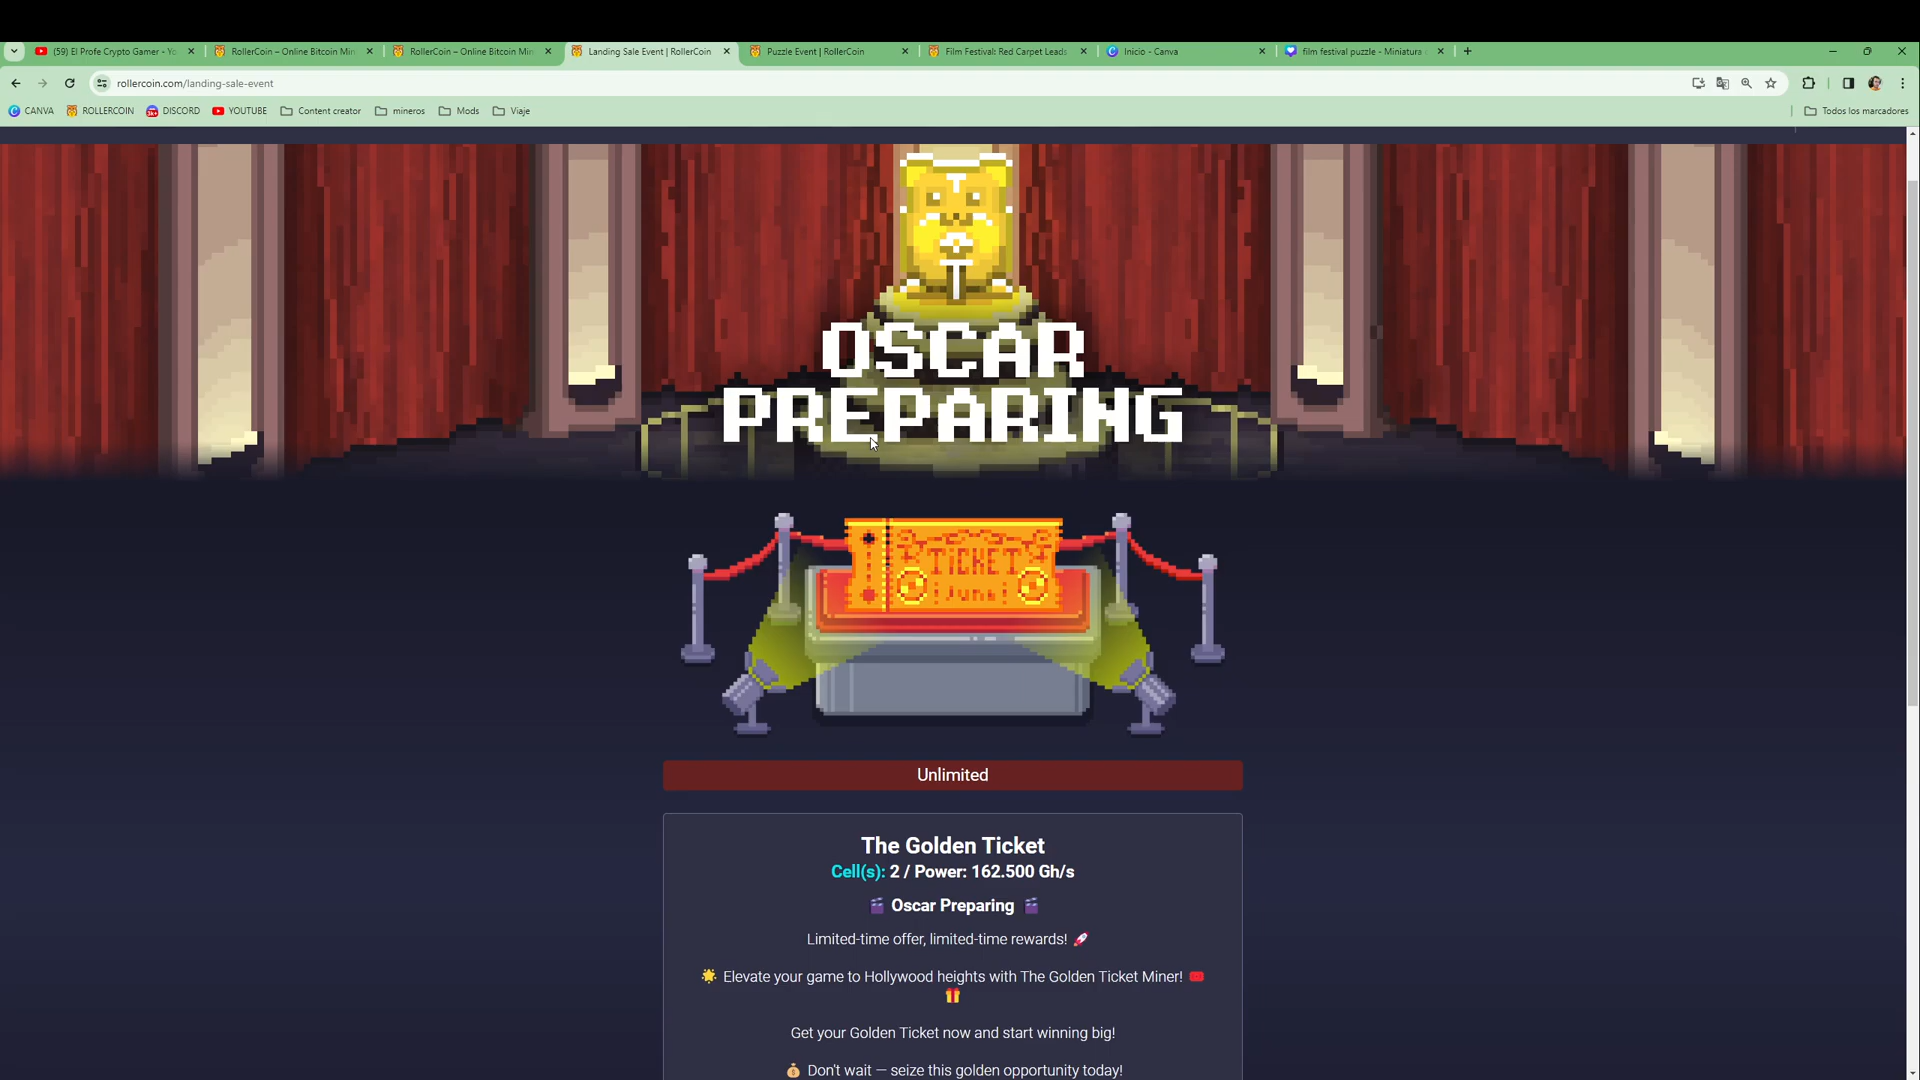 (59) El Profe Crypto Gamer - Yo
RollerCoin – Online Bitcoin Min
RollerCoin – Online Bitcoin Min
Landing Sale Event | RollerCoin
Puzzle Event | RollerCoin
Film Festival: Red Carpet Leads
Inicio - Canva
film festival puzzle - Miniatura
rollercoin.com/landing-sale-event
CANVA
ROLLERCOIN
DISCORD
YOUTUBE
Content creator
mineros
Mods
Viaje
Todos los marcadores
OSCAR
PREPARING
TICKET
Unlimited
The Golden Ticket
Cell(s): 2 / Power: 162.500 Gh/s
🎬 Oscar Preparing 🎬
Limited-time offer, limited-time rewards! 🚀
🌟 Elevate your game to Hollywood heights with The Golden Ticket Miner! 🎟️
🎁
Get your Golden Ticket now and start winning big!
💰 Don't wait — seize this golden opportunity today!